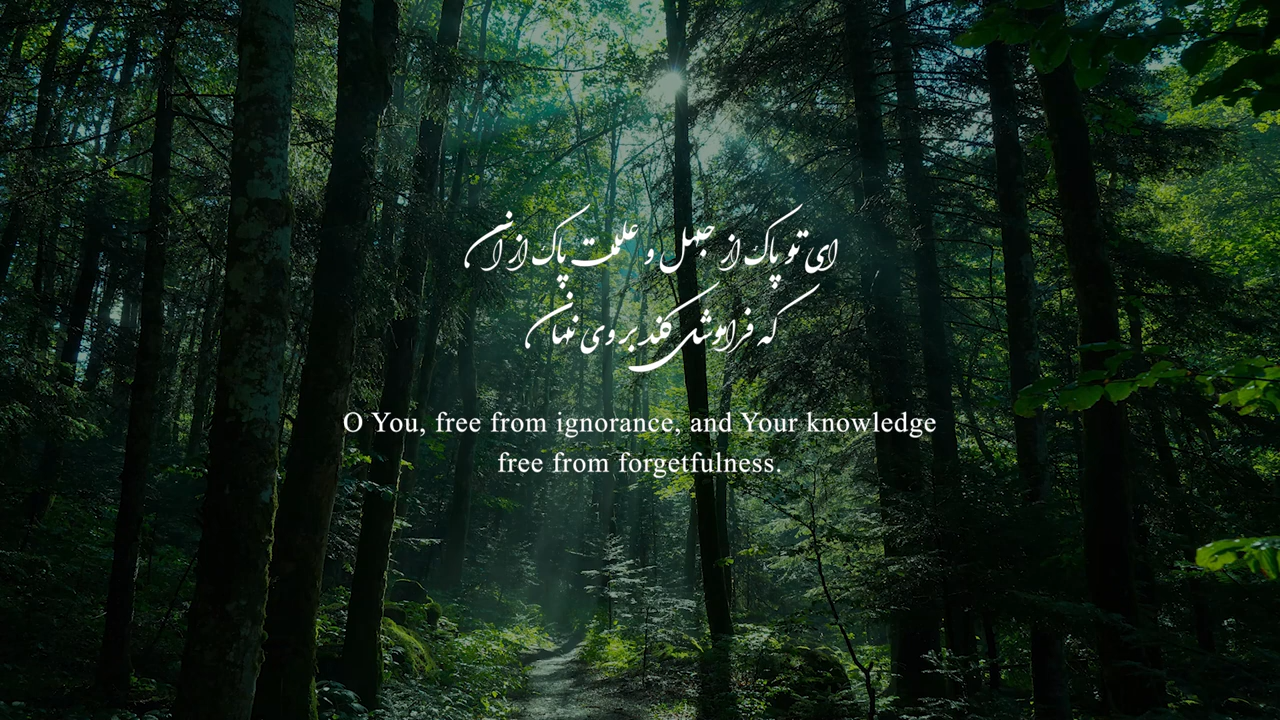 ای تو پاک از جهل و علمت پاک از آن
که فراموشی کند بر وی نهان
O You, free from ignorance, and Your knowledge
free from forgetfulness.